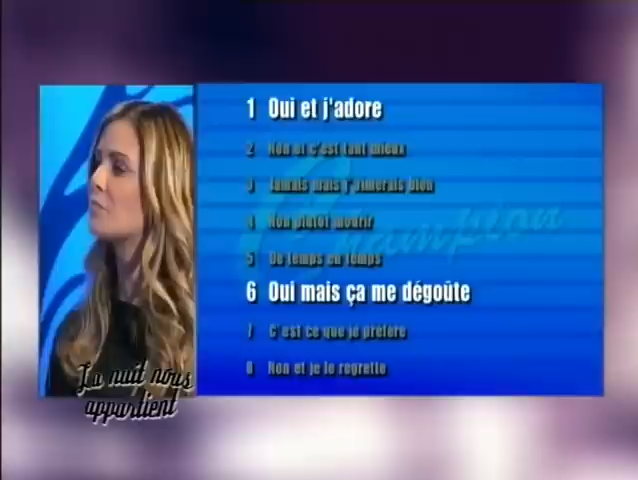 1 Oui et j'adore
2 Non et c'est tant mieux
3 Jamais mais j'aimerais bien
4 Non plutôt mourir
5 De temps en temps
6 Oui mais ça me dégoûte
7 C'est ce que je préfère
8 Non et je le regrette
Champion
La nuit nous
appartient